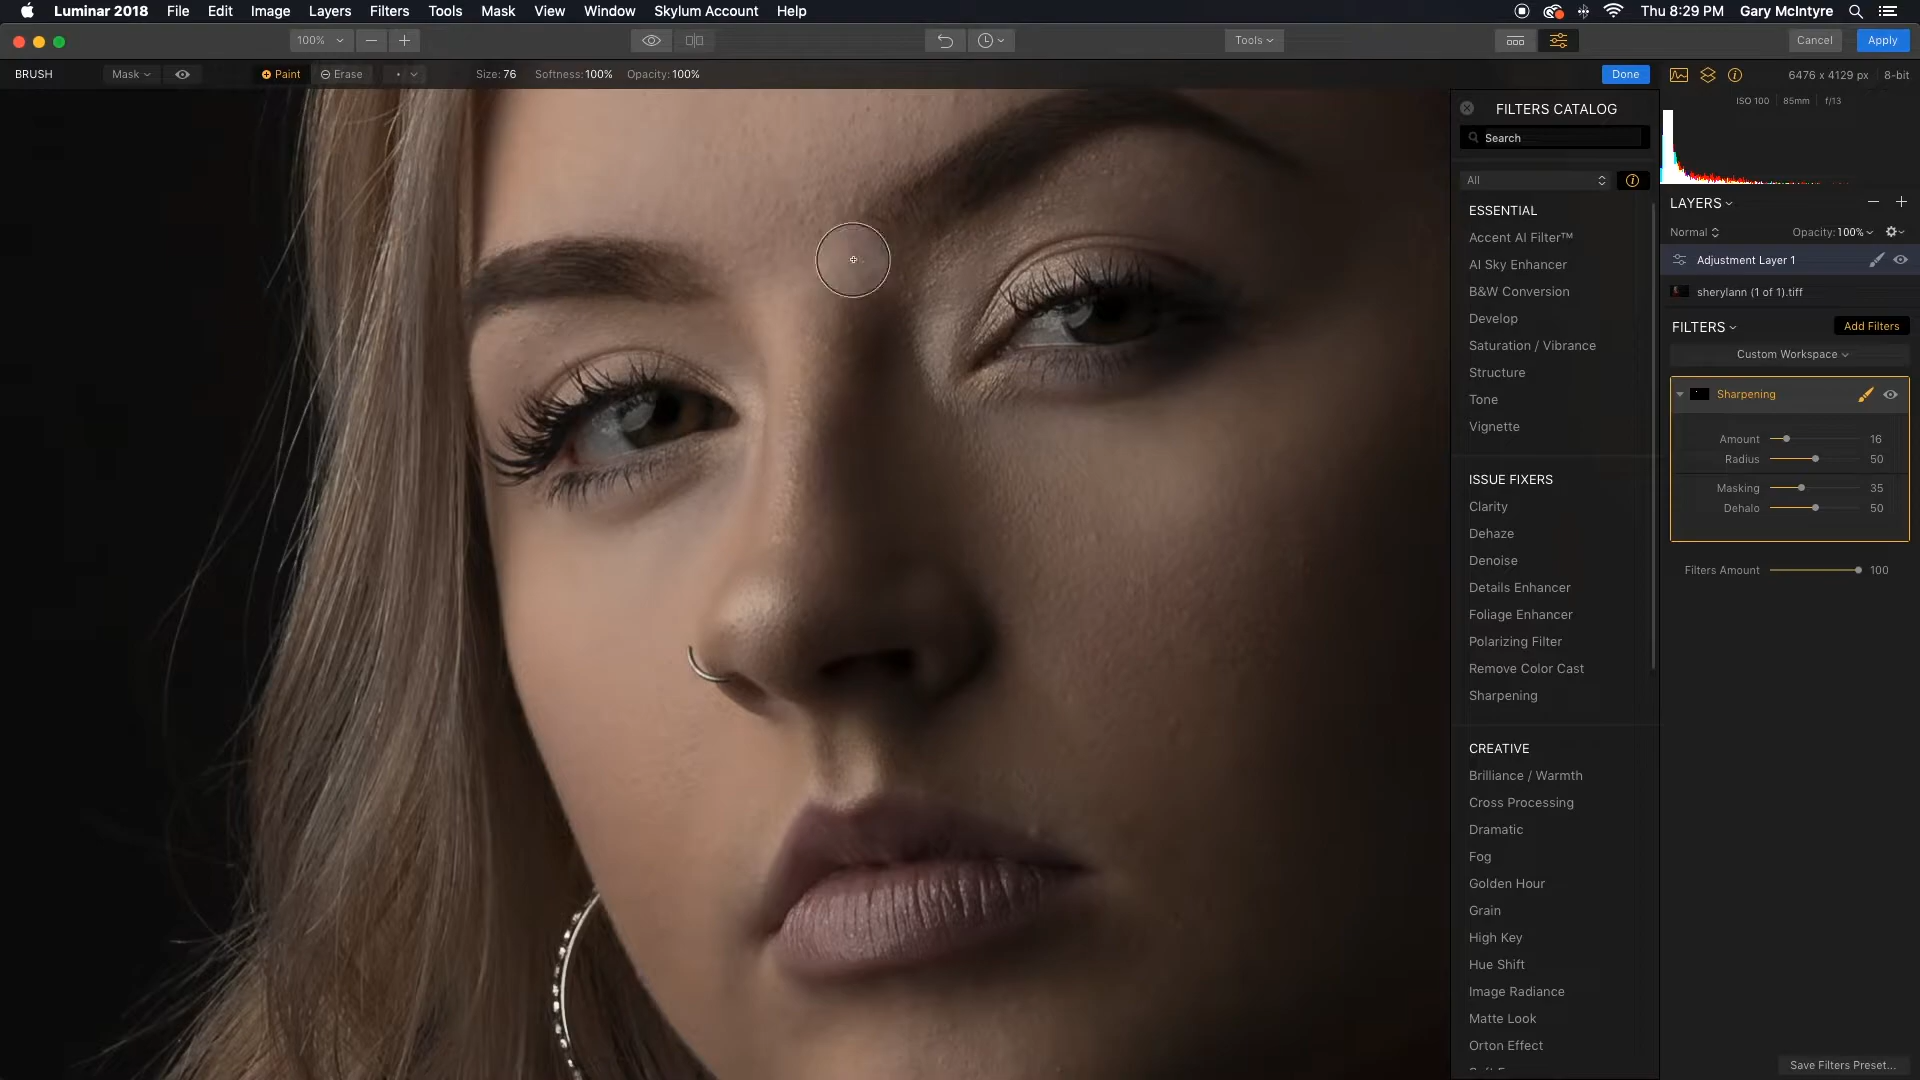 Luminar 2018 File Edit Image Layers Filters Tools Mask View Window Skylum Account Help Thu 8:29 PM Gary McIntyre
100% Tools Cancel Apply
BRUSH Mask Paint Erase Size: 76 Softness: 100% Opacity: 100% Done 6476 x 4129 px 8-bit
ISO 100 85mm f/13
FILTERS CATALOG
Search
All
ESSENTIAL
Accent AI Filter™
AI Sky Enhancer
B&W Conversion
Develop
Saturation / Vibrance
Structure
Tone
Vignette
ISSUE FIXERS
Clarity
Dehaze
Denoise
Details Enhancer
Foliage Enhancer
Polarizing Filter
Remove Color Cast
Sharpening
CREATIVE
Brilliance / Warmth
Cross Processing
Dramatic
Fog
Golden Hour
Grain
High Key
Hue Shift
Image Radiance
Matte Look
Orton Effect
LAYERS
Normal Opacity: 100%
Adjustment Layer 1
sherylann (1 of 1).tiff
FILTERS Add Filters
Custom Workspace
Sharpening
Amount 16
Radius 50
Masking 35
Dehalo 50
Filters Amount 100
Save Filters Preset...